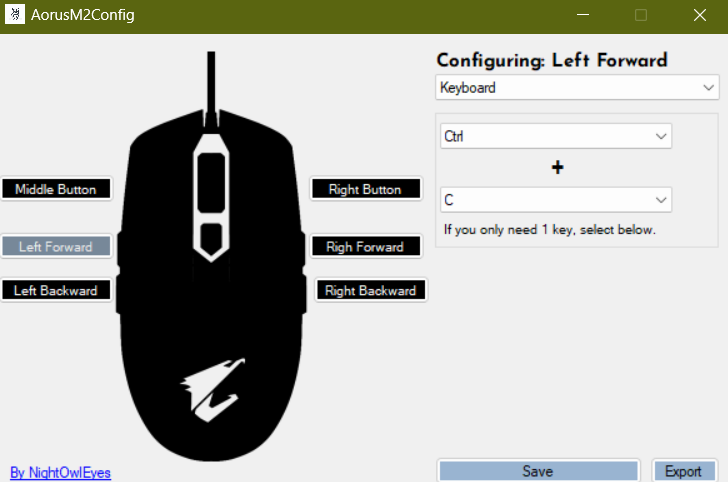 AorusM2Config
Configuring: Left Forward
Keyboard
Ctrl
+
C
If you only need 1 key, select below.
Middle Button
Right Button
Left Forward
Righ Forward
Left Backward
Right Backward
By NightOwlEyes
Save
Export